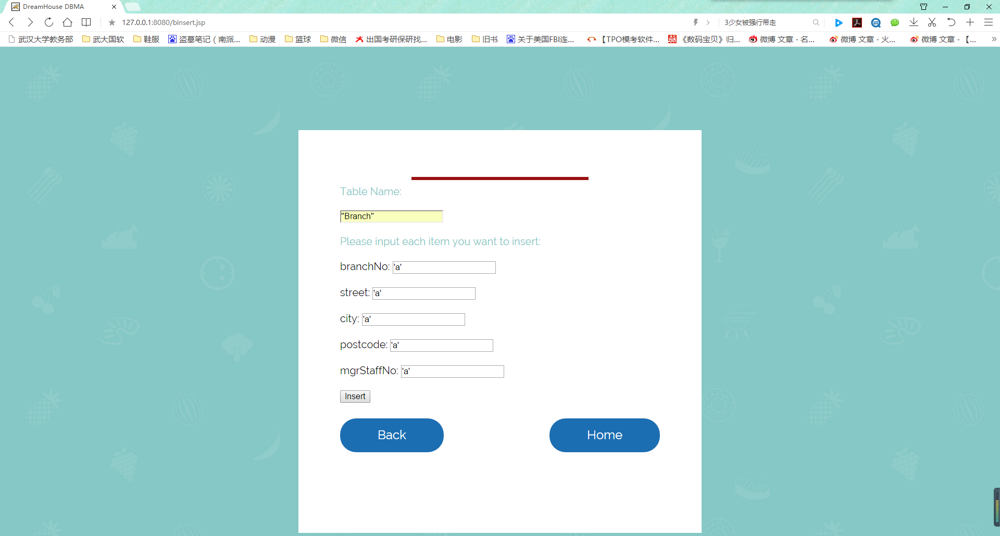 DreamHouse DBMA
127.0.0.1:8080/binsert.jsp
3少女被强行带走
武汉大学教务部 武大国软 鞋服 盗墓笔记（南派... 动漫 篮球 微信 出国考研保研找... 电影 旧书 关于美国FBI连... 【TPO模考软件... 《数码宝贝》归... 微博 文章 - 名... 微博 文章 - 火... 微博 文章 - 【...
Table Name:
"Branch"
Please input each item you want to insert:
branchNo: 'a'
street: 'a'
city: 'a'
postcode: 'a'
mgrStaffNo: 'a'
Insert
Back Home